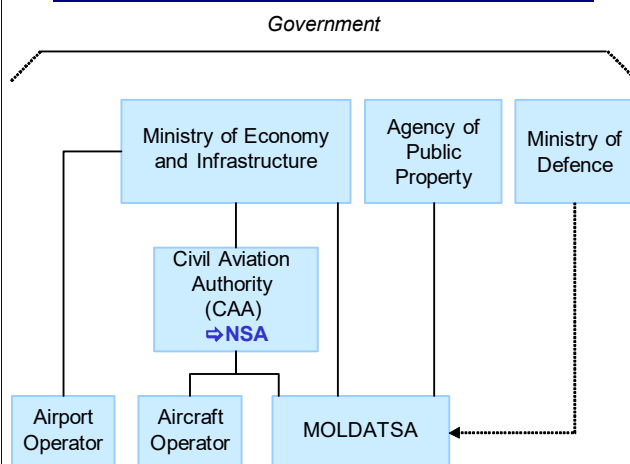 Government
Ministry of Economy
and Infrastructure
Agency of
Public
Property
Ministry of
Defence
Civil Aviation
Authority
(CAA)
⇨NSA
Airport
Operator
Aircraft
Operator
MOLDATSA